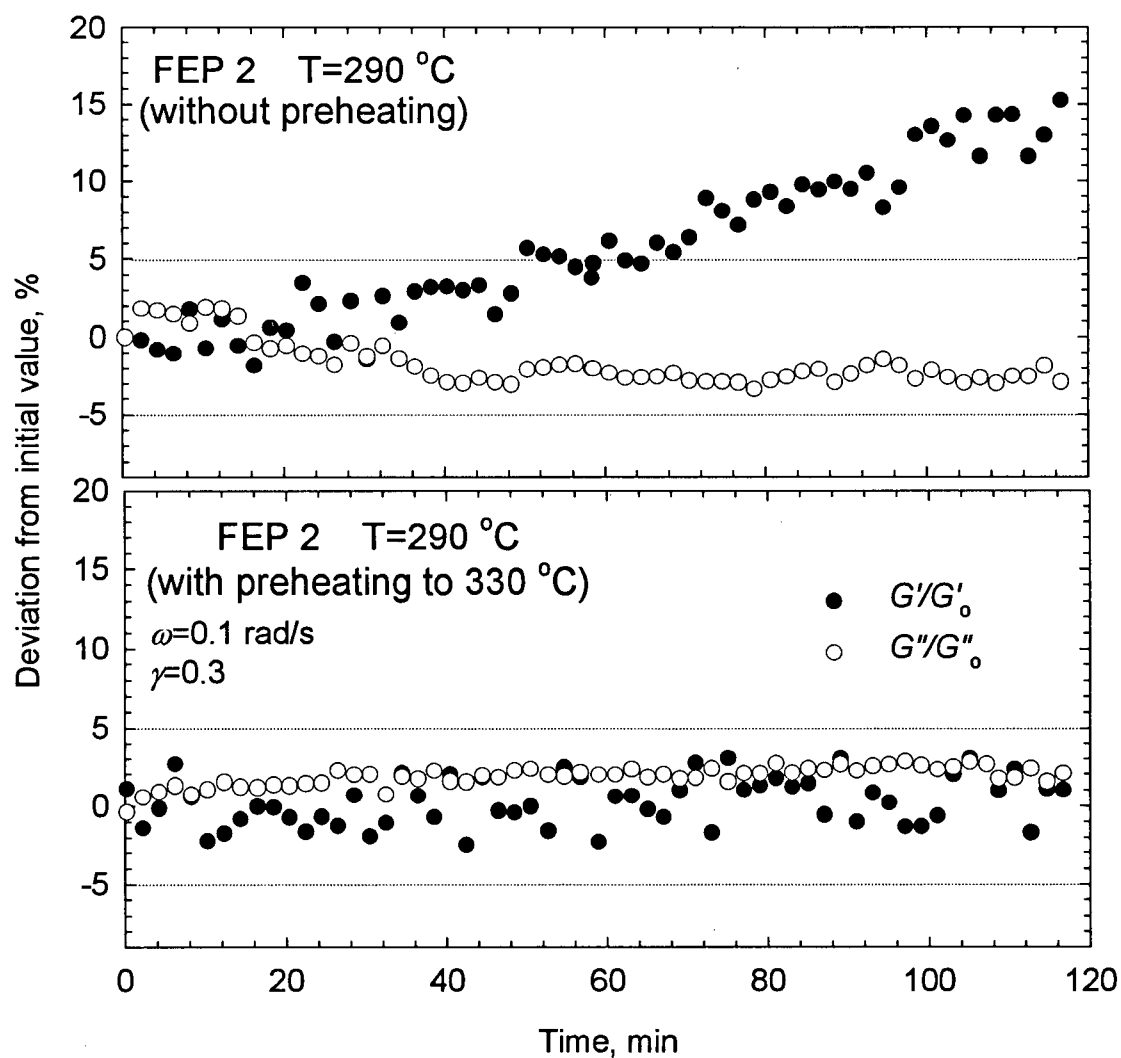 Deviation from initial value, %
20
15
10
5
0
-5
FEP 2 T=290 °C
(without preheating)
20
15
10
5
0
-5
FEP 2 T=290 °C
(with preheating to 330 °C)
ω=0.1 rad/s
γ=0.3
G'/G'o
G"/G"o
0 20 40 60 80 100 120
Time, min